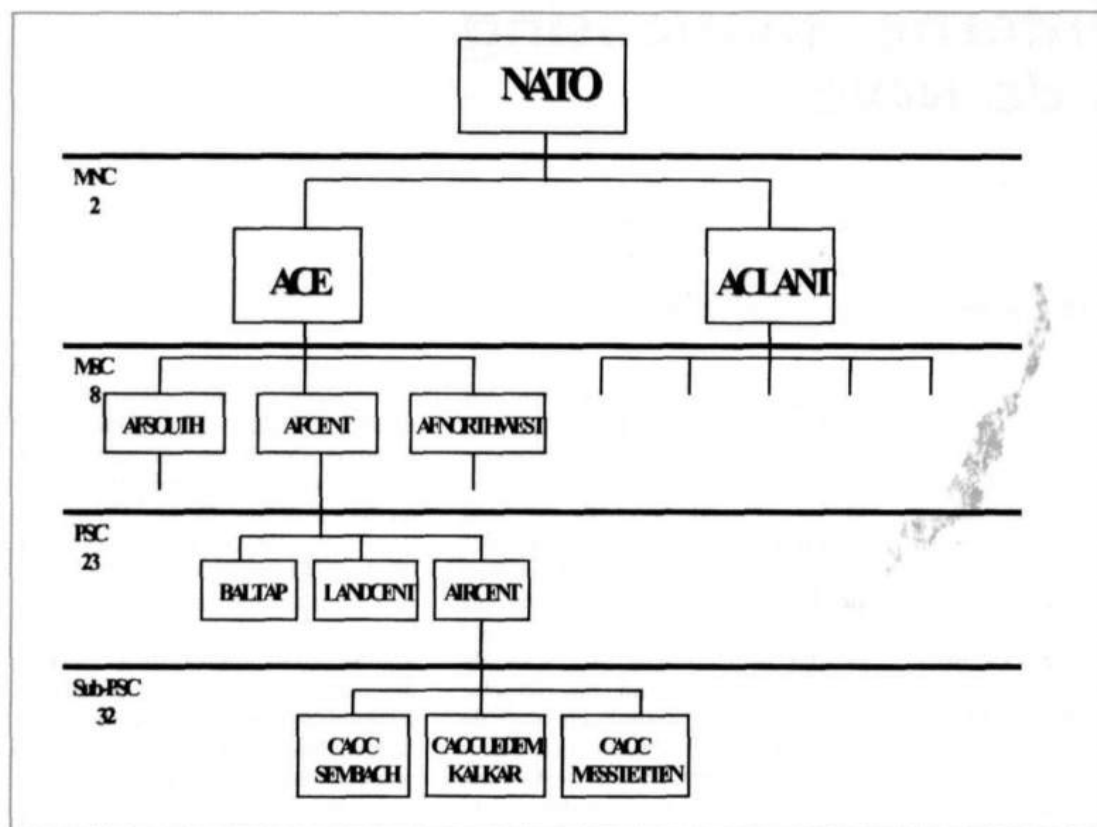 NATO
MNC
2
ACE
ACLANT
MSC
8
AFSOUTH
AFCENT
AFNORTHWEST
PSC
23
BALTAP
LANDCENT
AIRCENT
Sub-PSC
32
CAOC
SEMBACH
CAOC UEDEM
KALKAR
CAOC
MESSTETTEN